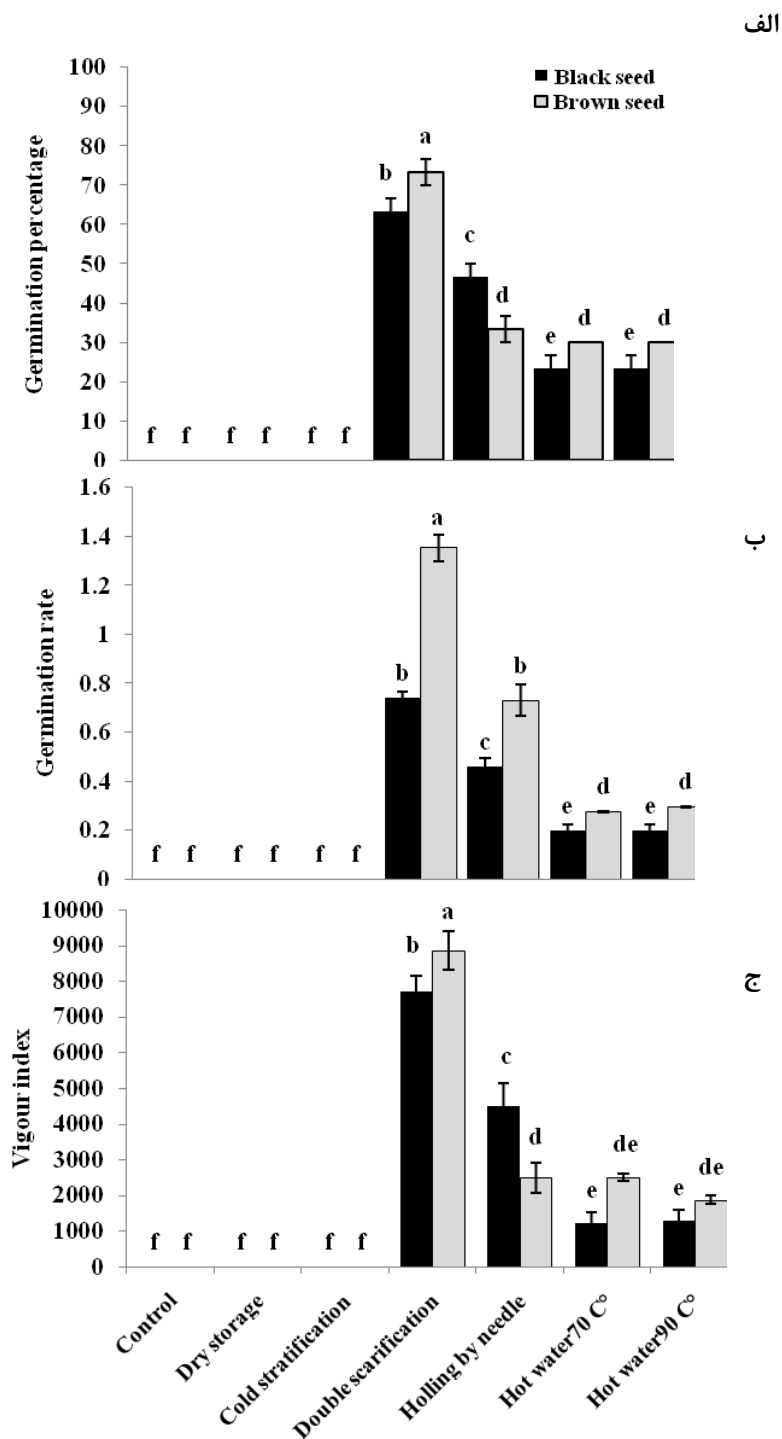 الف
Germination percentage
100
90
80
70
60
50
40
30
20
10
0
Black seed
Brown seed
f f f f f f b a c d e d e d
ب
Germination rate
1.6
1.4
1.2
1
0.8
0.6
0.4
0.2
0
f f f f f f b a c b e d e d
ج
Vigour index
10000
9000
8000
7000
6000
5000
4000
3000
2000
1000
0
f f f f f f b a c d e de e de
Control
Dry storage
Cold stratification
Double scarification
Holling by needle
Hot water70 C°
Hot water90 C°